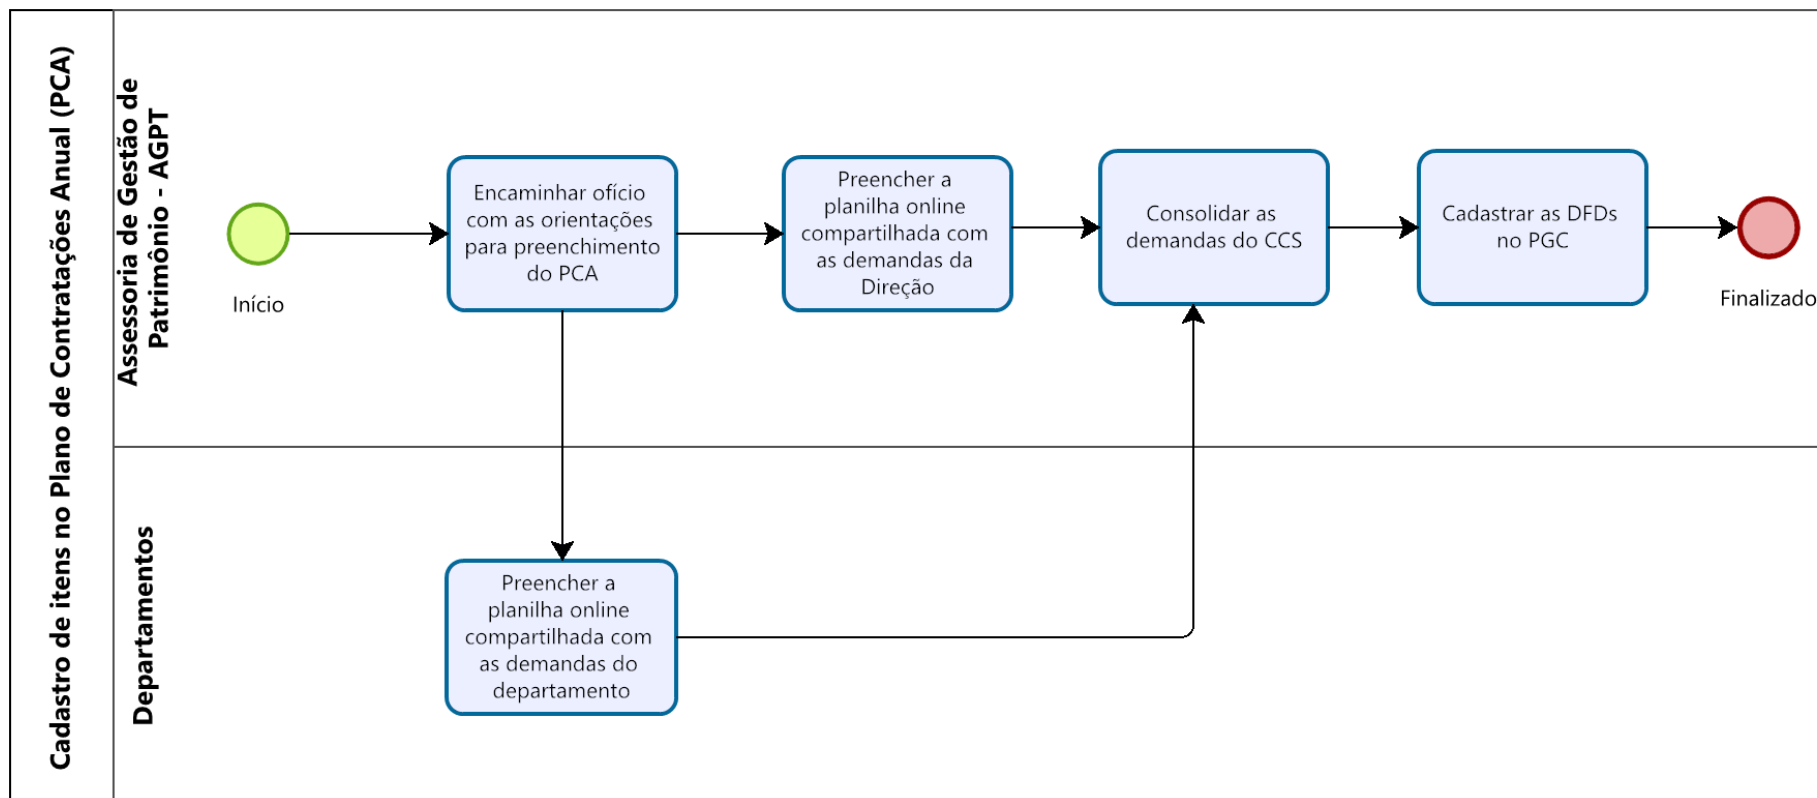 Cadastro de itens no Plano de Contratações Anual (PCA)
Assessoria de Gestão de
Patrimônio - AGPT
Início
Encaminhar ofício
com as orientações
para preenchimento
do PCA
Preencher a
planilha online
compartilhada com
as demandas da
Direção
Consolidar as
demandas do CCS
Cadastrar as DFDs
no PGC
Finalizado
Departamentos
Preencher a
planilha online
compartilhada com
as demandas do
departamento